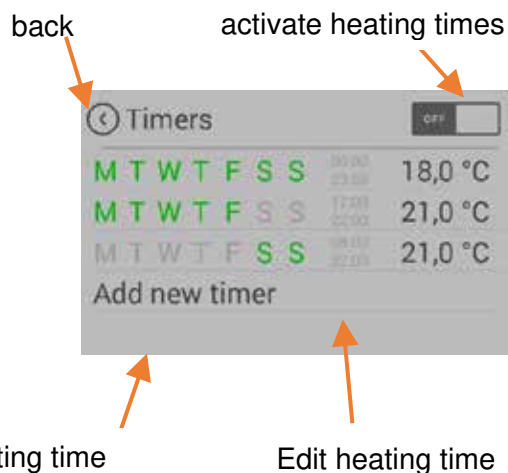 back
activate heating times
Timers
OFF
M T W T F S S 18,0 °C
M T W T F S S 21,0 °C
M T W T F S S 21,0 °C
Add new timer
time
Edit heating time